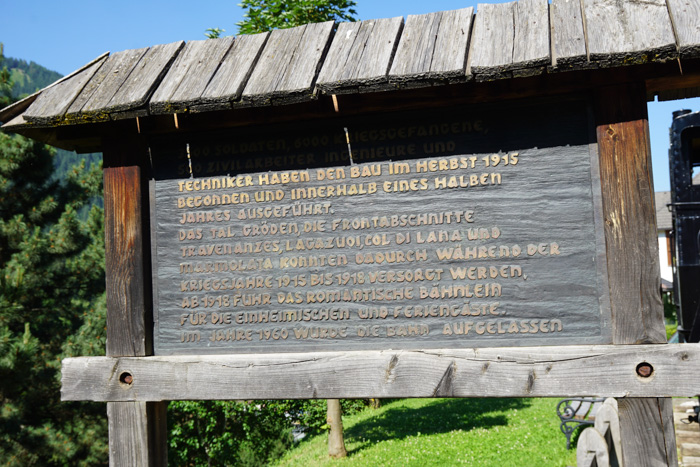 SOLDATEN, 5000 KRIEGSGEFANGENE,
ZIVILARBEITER INGENIEURE UND
TECHNIKER HABEN DEN BAU IM HERBST 1915
BEGONNEN UND INNERHALB EINES HALBEN
JAHRES AUSGEFÜHRT.
DAS TAL GRÖDEN, DIE FRONTABSCHNITTE
TRAVENANZES, LAGAZUOI, COL DI LANA UND
MARMOLATA KONNTEN DADURCH WÄHREND DER
KRIEGSJAHRE 1915 BIS 1918 VERSORGT WERDEN,
AB 1918 FUHR DAS ROMANTISCHE BÄHNLEIN
FÜR DIE EINHEIMISCHEN UND FERIENGÄSTE.
IM JAHRE 1960 WURDE DIE BAHN AUFGELASSEN